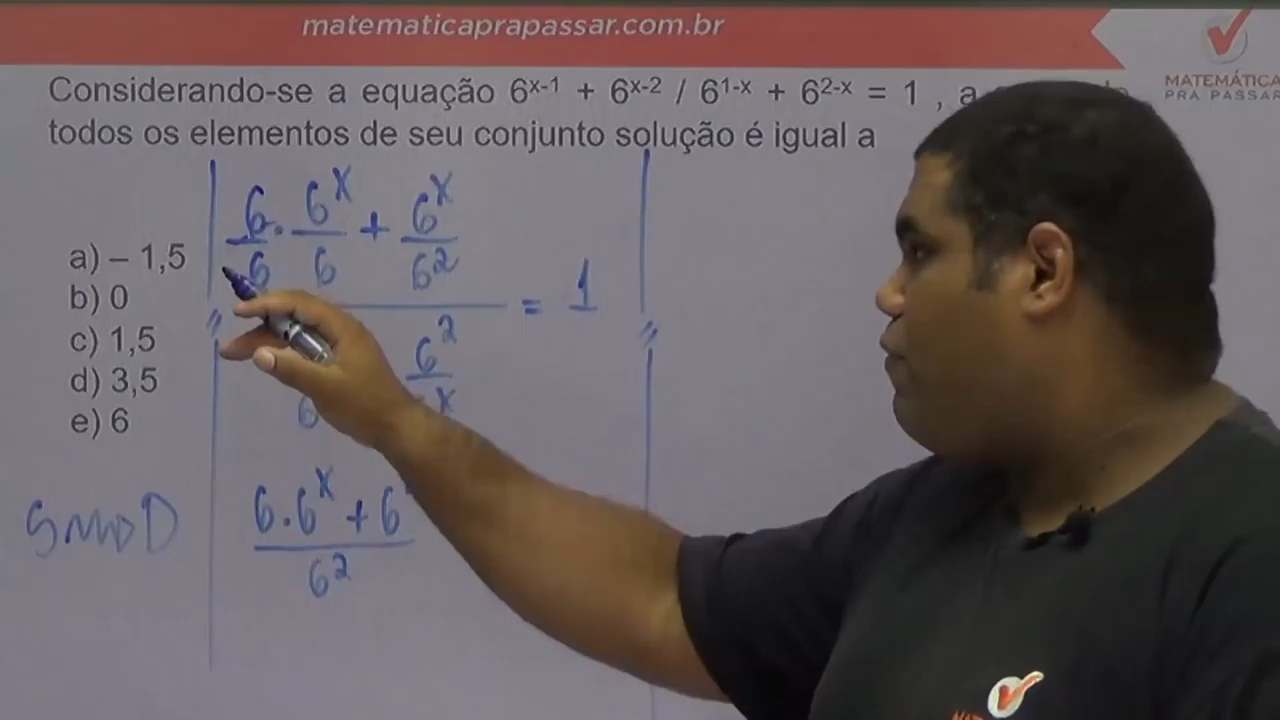 matematicaprapassar.com.br
MATEMÁTICA
PRA PASSAR
Considerando-se a equação 6^{x-1} + 6^{x-2} / 6^{1-x} + 6^{2-x} = 1 , a
todos os elementos de seu conjunto solução é igual a
a) – 1,5
b) 0
c) 1,5
d) 3,5
e) 6
6/6 · 6^x/6 + 6^x/6^2
= 1
6 6^2/x
6 · 6^x + 6
6^2